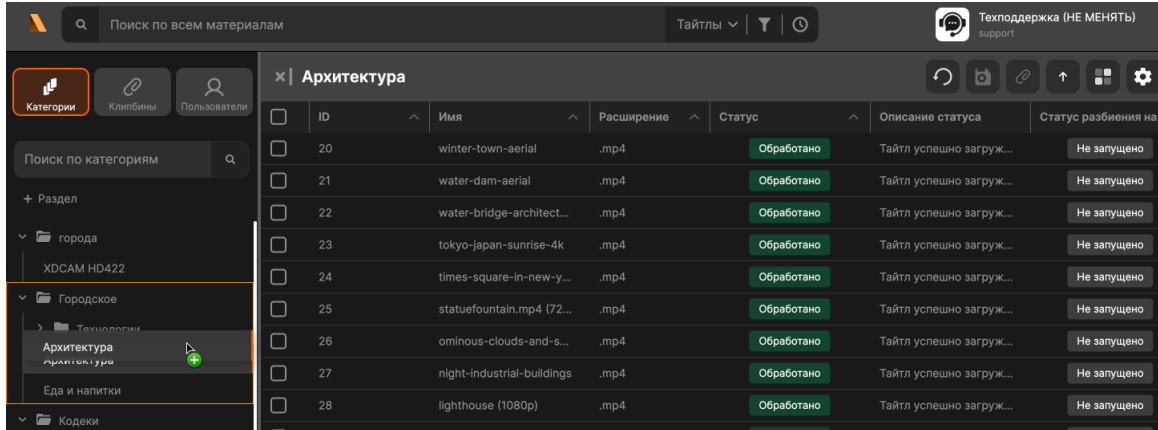 Поиск по всем материалам
Тайтлы
Техподдержка (НЕ МЕНЯТЬ)
support
Категории
Клипбины
Пользователи
Архитектура
Поиск по категориям
+ Раздел
города
XDCAM HD422
Городское
Технологии
Архитектура
Архитектура
Еда и напитки
Кодеки
ID Имя Расширение Статус Описание статуса Статус разбиения на
20 winter-town-aerial .mp4 Обработано Тайтл успешно загруж... Не запущено
21 water-dam-aerial .mp4 Обработано Тайтл успешно загруж... Не запущено
22 water-bridge-architect... .mp4 Обработано Тайтл успешно загруж... Не запущено
23 tokyo-japan-sunrise-4k .mp4 Обработано Тайтл успешно загруж... Не запущено
24 times-square-in-new-y... .mp4 Обработано Тайтл успешно загруж... Не запущено
25 statuefountain.mp4 (72... .mp4 Обработано Тайтл успешно загруж... Не запущено
26 ominous-clouds-and-s... .mp4 Обработано Тайтл успешно загруж... Не запущено
27 night-industrial-buildings .mp4 Обработано Тайтл успешно загруж... Не запущено
28 lighthouse (1080p) .mp4 Обработано Тайтл успешно загруж... Не запущено